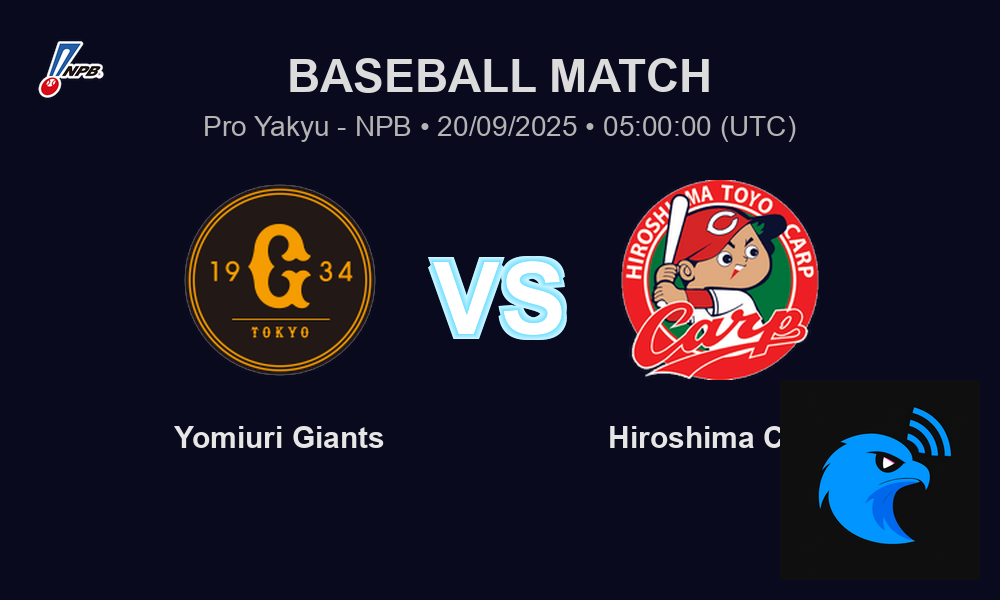 NPB
BASEBALL MATCH
Pro Yakyu - NPB • 20/09/2025 • 05:00:00 (UTC)
19 G 34
TOKYO
HIROSHIMA TOYO CARP
C
Carp
VS
Yomiuri Giants
Hiroshima C